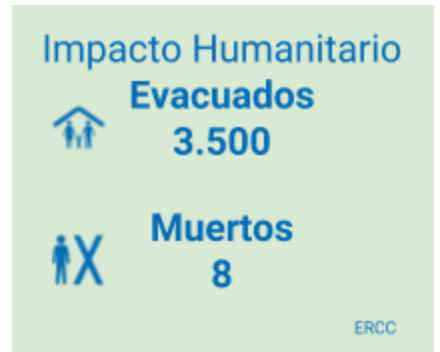 Impacto Humanitario
Evacuados
3.500
Muertos
8
ERCC